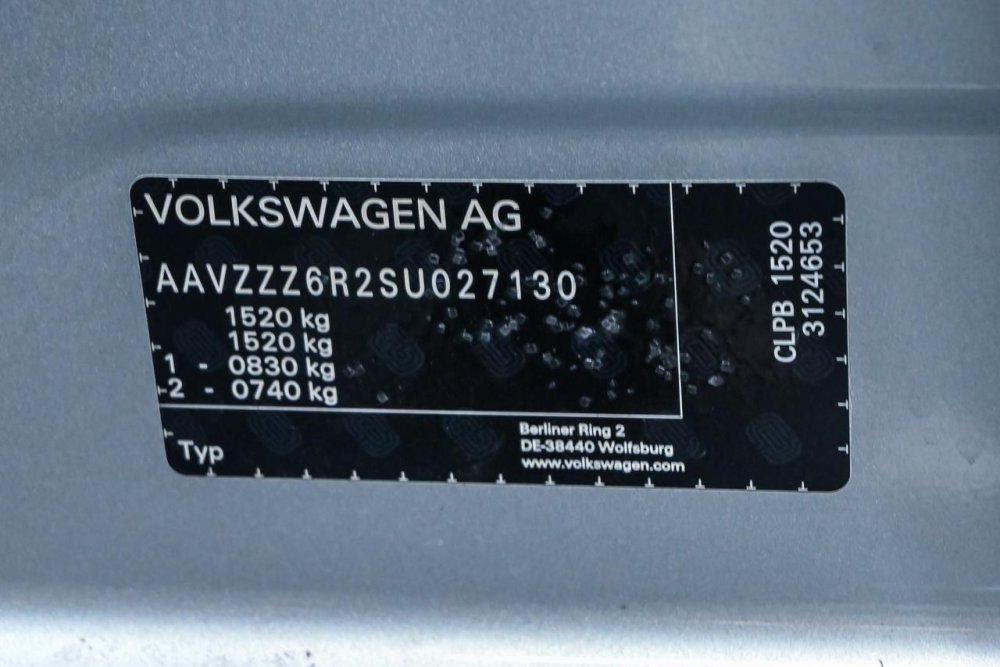 VOLKSWAGEN AG
AAVZZZ6R2SU027130
1520 kg
1520 kg
1 - 0830 kg
2 - 0740 kg
Typ
Berliner Ring 2
DE-38440 Wolfsburg
www.volkswagen.com
CLPB 1520
3124653